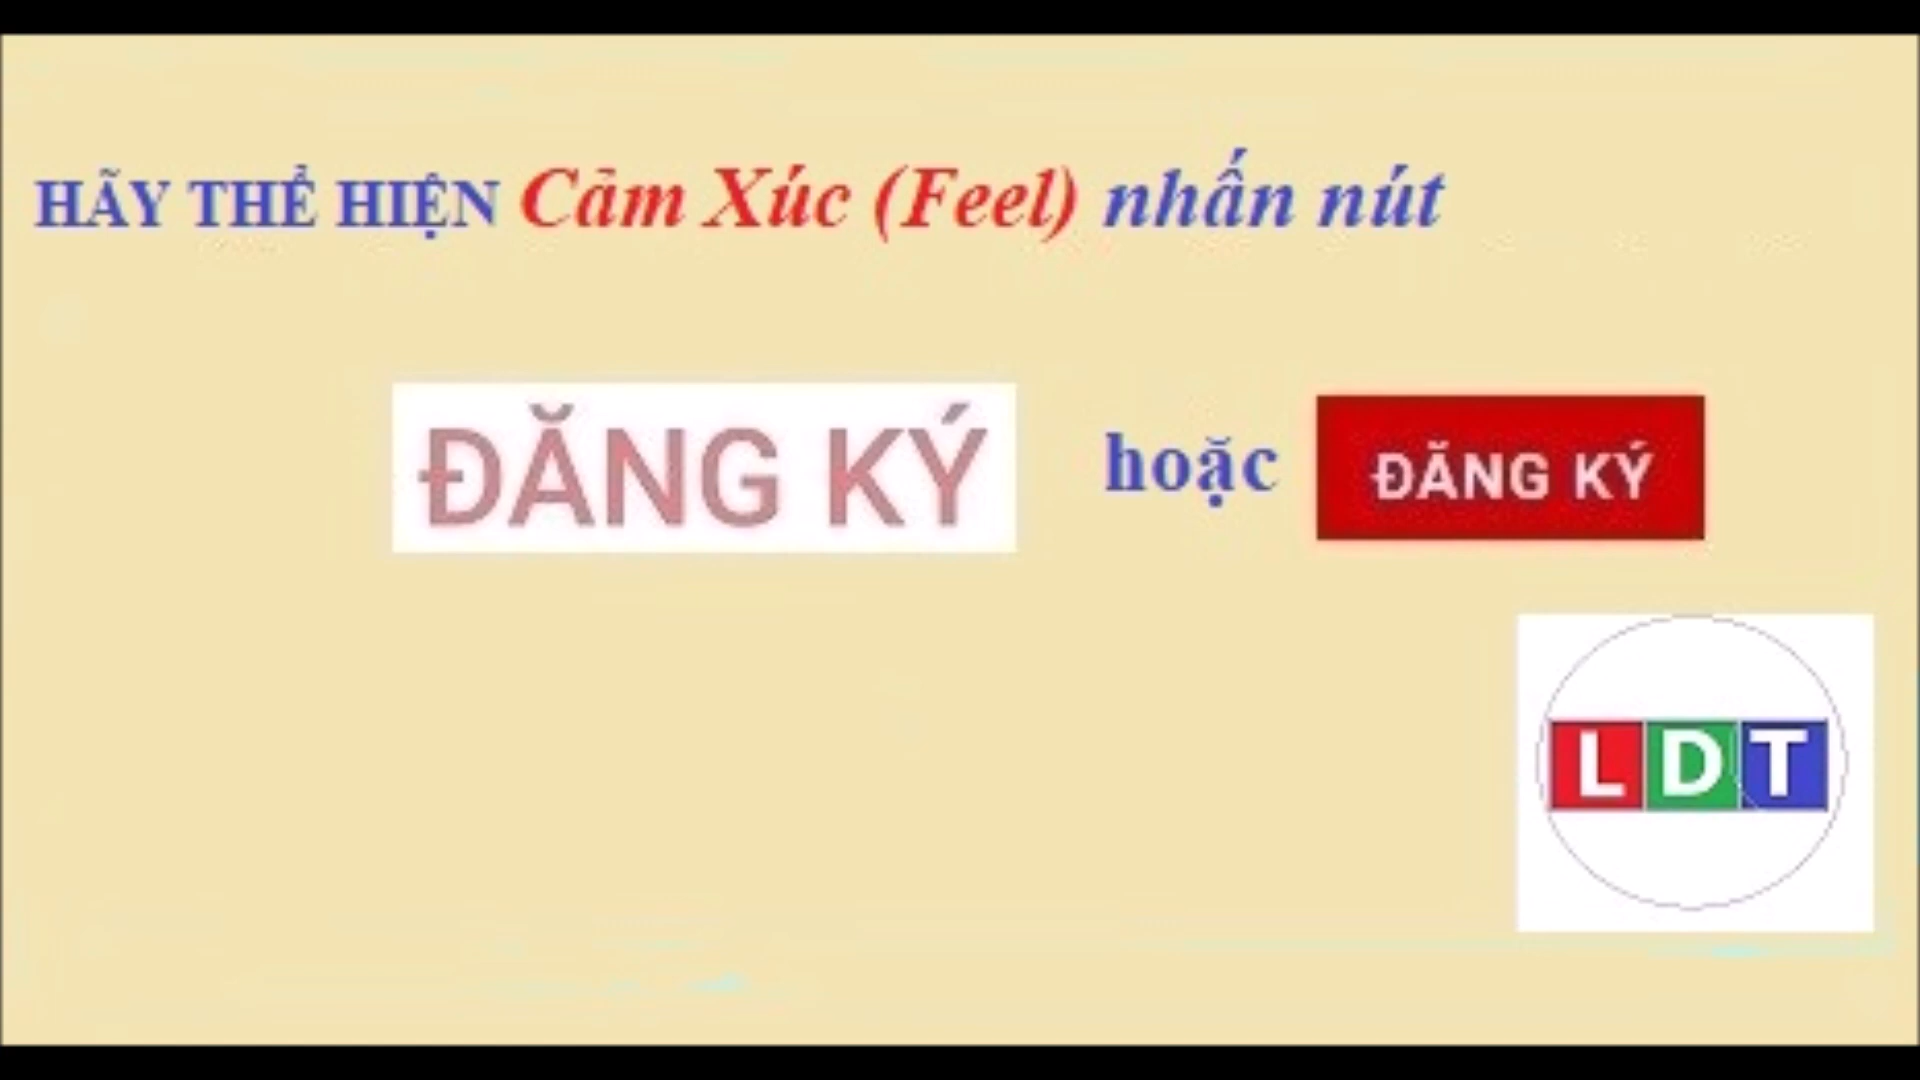 HÃY THỂ HIỆN Cảm Xúc (Feel) nhấn nút
ĐĂNG KÝ hoặc ĐĂNG KÝ
LDT